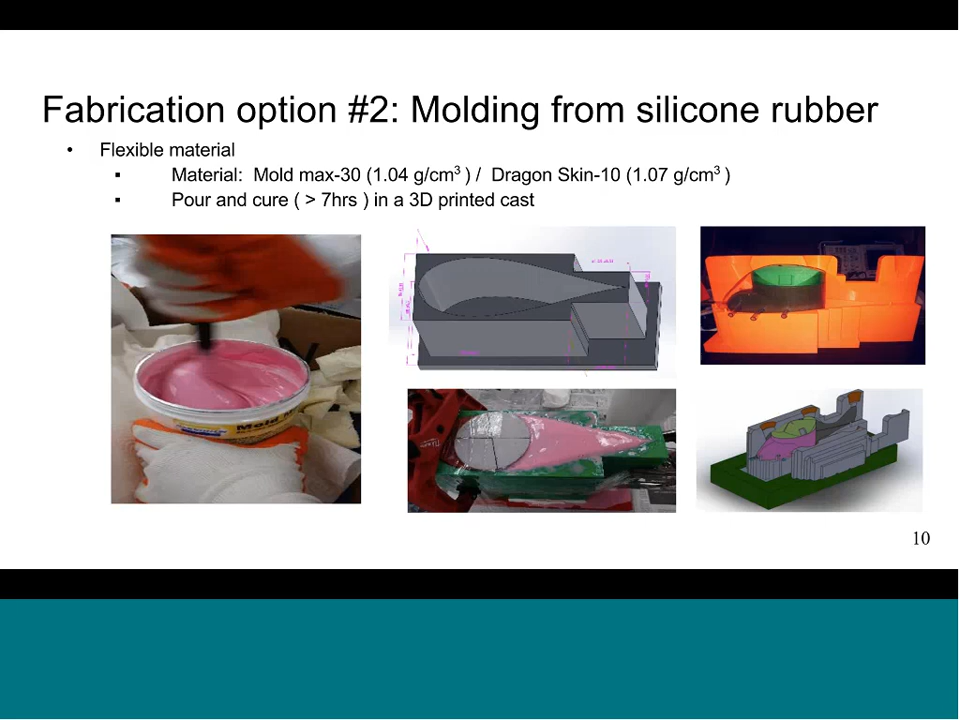 Fabrication option #2: Molding from silicone rubber
• Flexible material
▪ Material: Mold max-30 (1.04 g/cm³ ) / Dragon Skin-10 (1.07 g/cm³ )
▪ Pour and cure ( > 7hrs ) in a 3D printed cast
Mold
10